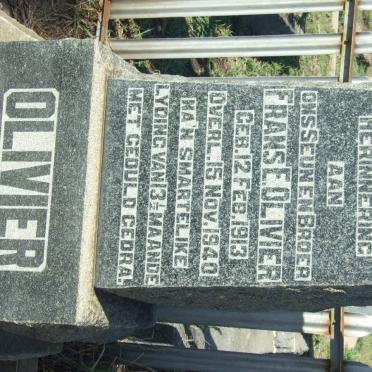 HERINNERING
AAN
ONS SEUN EN BROER
FRANS E. OLIVIER
GEB. 12 FEB. 1913
OVERL. 15 NOV. 1940
NA 'N SMARTELIKE
LYDING VAN 3½ MAANDE
MET GEDULD GEDRA.
OLIVIER